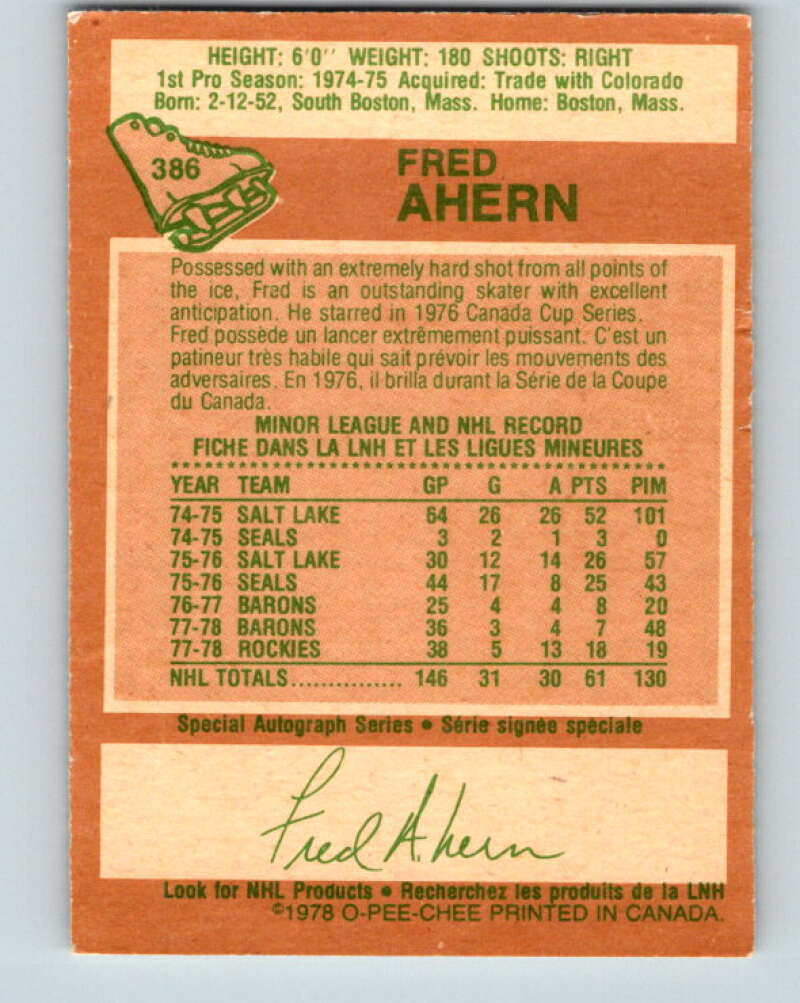 HEIGHT: 6'0'' WEIGHT: 180 SHOOTS: RIGHT
1st Pro Season: 1974-75 Acquired: Trade with Colorado
Born: 2-12-52, South Boston, Mass. Home: Boston, Mass.
386
FRED
AHERN
Possessed with an extremely hard shot from all points of
the ice, Fred is an outstanding skater with excellent
anticipation. He starred in 1976 Canada Cup Series.
Fred possède un lancer extrêmement puissant. C'est un
patineur très habile qui sait prévoir les mouvements des
adversaires. En 1976, il brilla durant la Série de la Coupe
du Canada.
MINOR LEAGUE AND NHL RECORD
FICHE DANS LA LNH ET LES LIGUES MINEURES
YEAR TEAM GP G A PTS PIM
74-75 SALT LAKE 64 26 26 52 101
74-75 SEALS 3 2 1 3 0
75-76 SALT LAKE 30 12 14 26 57
75-76 SEALS 44 17 8 25 43
76-77 BARONS 25 4 4 8 20
77-78 BARONS 36 3 4 7 48
77-78 ROCKIES 38 5 13 18 19
NHL TOTALS................ 146 31 30 61 130
Special Autograph Series • Série signée spéciale
Fred Ahern
Look for NHL Products • Recherchez les produits de la LNH
©1978 O-PEE-CHEE PRINTED IN CANADA.